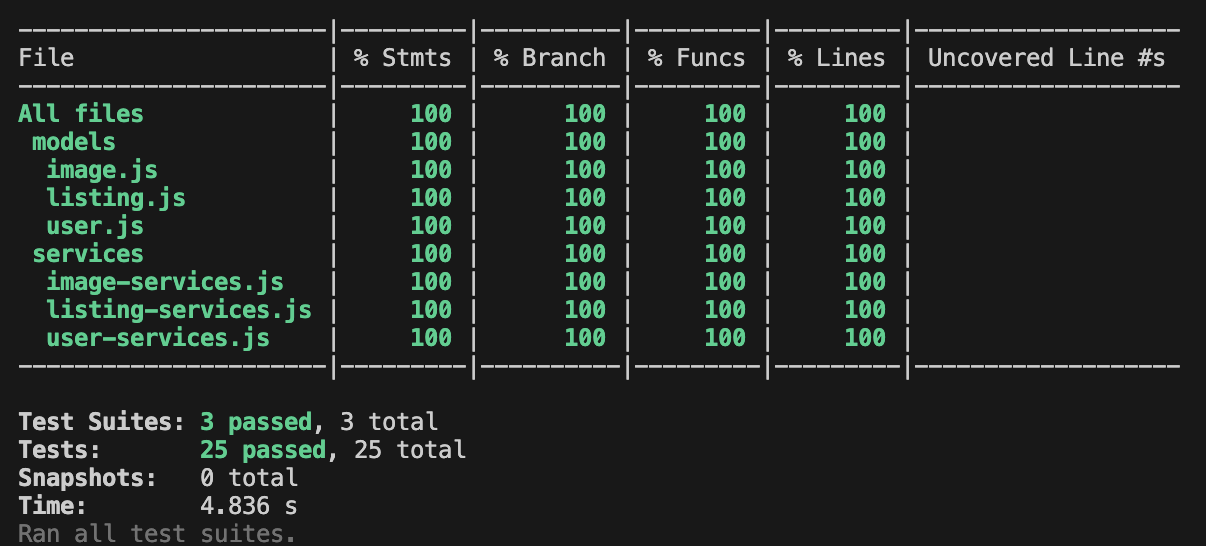 -----------------------|---------|----------|---------|---------|-------------------
File                   | % Stmts | % Branch | % Funcs | % Lines | Uncovered Line #s
-----------------------|---------|----------|---------|---------|-------------------
All files              |     100 |      100 |     100 |     100 |
 models                |     100 |      100 |     100 |     100 |
  image.js             |     100 |      100 |     100 |     100 |
  listing.js           |     100 |      100 |     100 |     100 |
  user.js              |     100 |      100 |     100 |     100 |
 services              |     100 |      100 |     100 |     100 |
  image-services.js    |     100 |      100 |     100 |     100 |
  listing-services.js  |     100 |      100 |     100 |     100 |
  user-services.js     |     100 |      100 |     100 |     100 |
-----------------------|---------|----------|---------|---------|-------------------
Test Suites: 3 passed, 3 total
Tests:       25 passed, 25 total
Snapshots:   0 total
Time:        4.836 s
Ran all test suites.